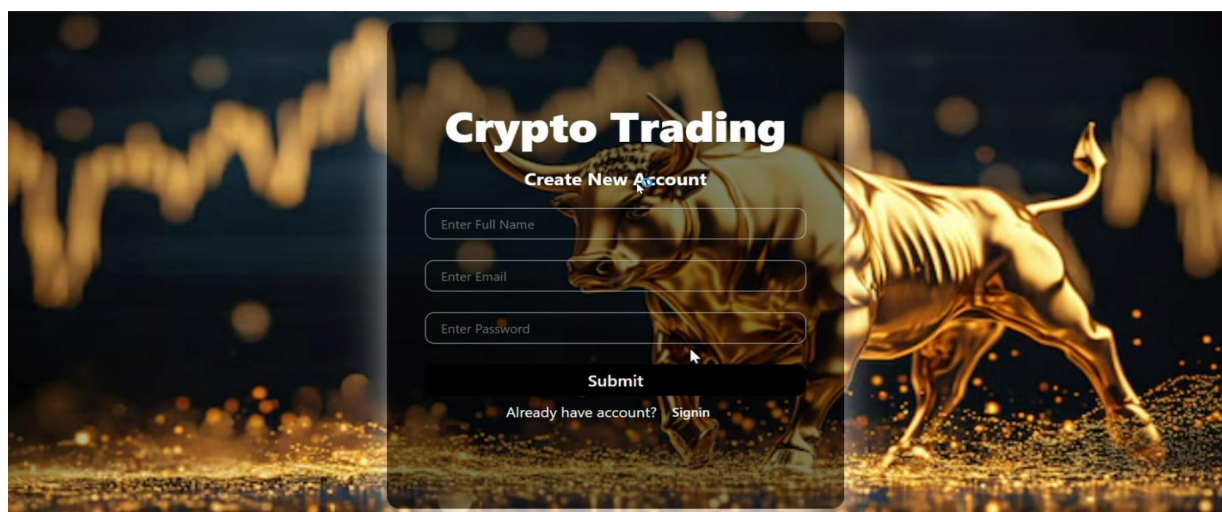 Crypto Trading
Create New Account
Enter Full Name
Enter Email
Enter Password
Submit
Already have account? Signin